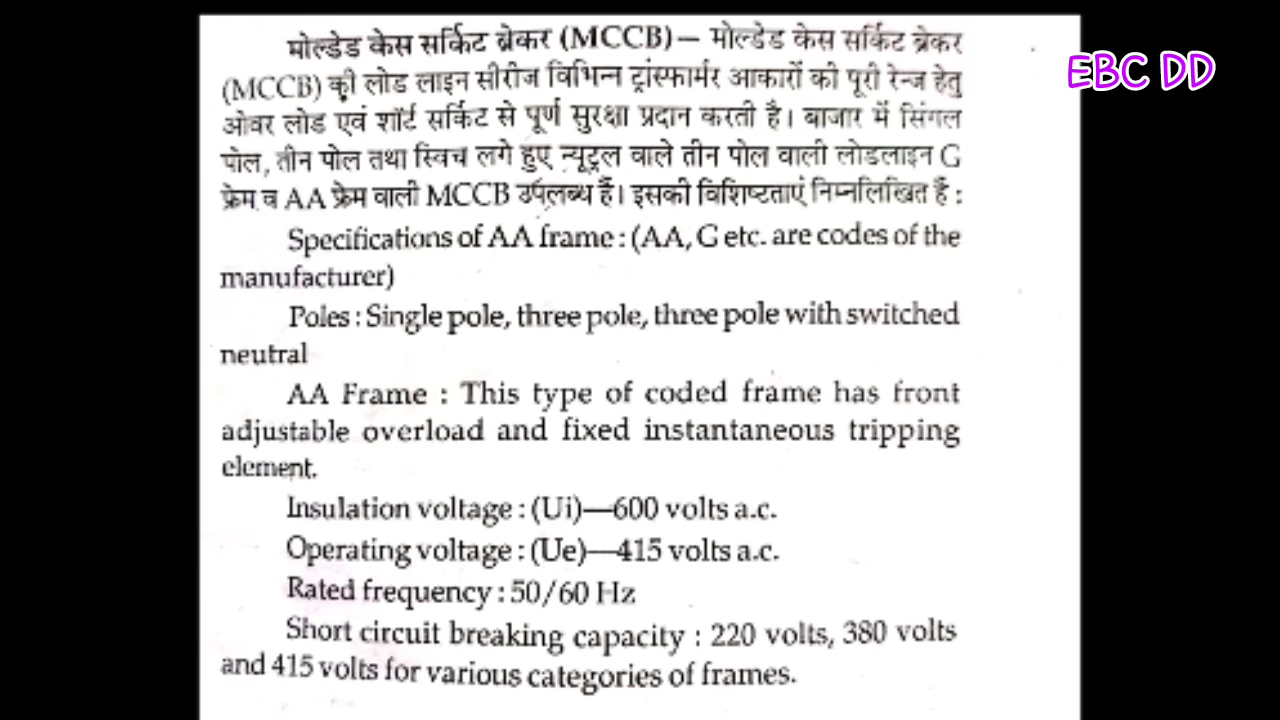 मोल्डेड केस सर्किट ब्रेकर (MCCB)— मोल्डेड केस सर्किट ब्रेकर
(MCCB) की लोड लाइन सीरीज विभिन्न ट्रांस्फार्मर आकारों की पूरी रेन्ज हेतु
ओवर लोड एवं शॉर्ट सर्किट से पूर्ण सुरक्षा प्रदान करती है। बाजार में सिंगल
पोल, तीन पोल तथा स्विच लगे हुए न्यूट्रल वाले तीन पोल वाली लोडलाइन G
फ्रेम व AA फ्रेम वाली MCCB उपलब्ध हैं। इसकी विशिष्टताएं निम्नलिखित है :
Specifications of AA frame : (AA, G etc. are codes of the
manufacturer)
Poles : Single pole, three pole, three pole with switched
neutral
AA Frame : This type of coded frame has front
adjustable overload and fixed instantaneous tripping
element.
Insulation voltage : (Ui)—600 volts a.c.
Operating voltage : (Ue)—415 volts a.c.
Rated frequency : 50/60 Hz
Short circuit breaking capacity : 220 volts, 380 volts
and 415 volts for various categories of frames.
EBC DD